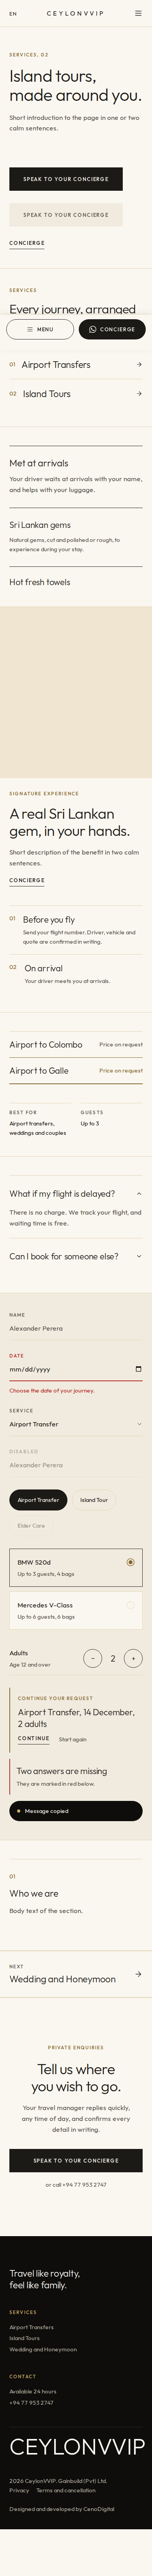 EN
CEYLONVVIP
SERVICES, D2
Island tours,
made around you.
Short introduction to the page in one or two
calm sentences.
SPEAK TO YOUR CONCIERGE
SPEAK TO YOUR CONCIERGE
CONCIERGE
SERVICES
Every journey, arranged
MENU
CONCIERGE
01 Airport Transfers
02 Island Tours
Met at arrivals
Your driver waits at arrivals with your name,
and helps with your luggage.
Sri Lankan gems
Natural gems, cut and polished or rough, to
experience during your stay.
Hot fresh towels
SIGNATURE EXPERIENCE
A real Sri Lankan
gem, in your hands.
Short description of the benefit in two calm
sentences.
CONCIERGE
01 Before you fly
Send your flight number. Driver, vehicle and
quote are confirmed in writing.
02 On arrival
Your driver meets you at arrivals.
Airport to Colombo Price on request
Airport to Galle Price on request
BEST FOR GUESTS
Airport transfers, Up to 3
weddings and couples
What if my flight is delayed?
There is no charge. We track your flight, and
waiting time is free.
Can I book for someone else?
NAME
Alexander Perera
DATE
mm/dd/yyyy
Choose the date of your journey.
SERVICE
Airport Transfer
DISABLED
Alexander Perera
Airport Transfer Island Tour
Elder Care
BMW 520d
Up to 3 guests, 4 bags
Mercedes V-Class
Up to 6 guests, 6 bags
Adults
Age 12 and over
− 2 +
CONTINUE YOUR REQUEST
Airport Transfer, 14 December,
2 adults
CONTINUE Start again
Two answers are missing
They are marked in red below.
Message copied
01
Who we are
Body text of the section.
NEXT
Wedding and Honeymoon
PRIVATE ENQUIRIES
Tell us where
you wish to go.
Your travel manager replies quickly,
any time of day, and confirms every
detail in writing.
SPEAK TO YOUR CONCIERGE
or call +94 77 953 2747
Travel like royalty,
feel like family.
SERVICES
Airport Transfers
Island Tours
Wedding and Honeymoon
CONTACT
Available 24 hours
+94 77 953 2747
CEYLONVVIP
2026 CeylonVVIP. Gainbuild (Pvt) Ltd.
Privacy Terms and cancellation
Designed and developed by CenoDigital